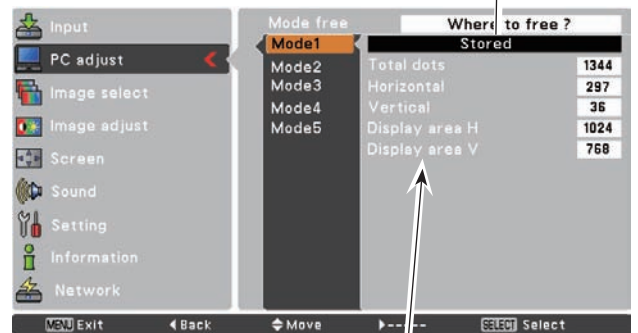 Input
PC adjust
Image select
Image adjust
Screen
Sound
Setting
Information
Network
Mode free
Where to free ?
Mode1
Stored
Mode2
Total dots 1344
Mode3
Horizontal 297
Vertical 36
Mode4
Display area H 1024
Mode5
Display area V 768
MENU Exit
Back
Move
-----
SELECT Select